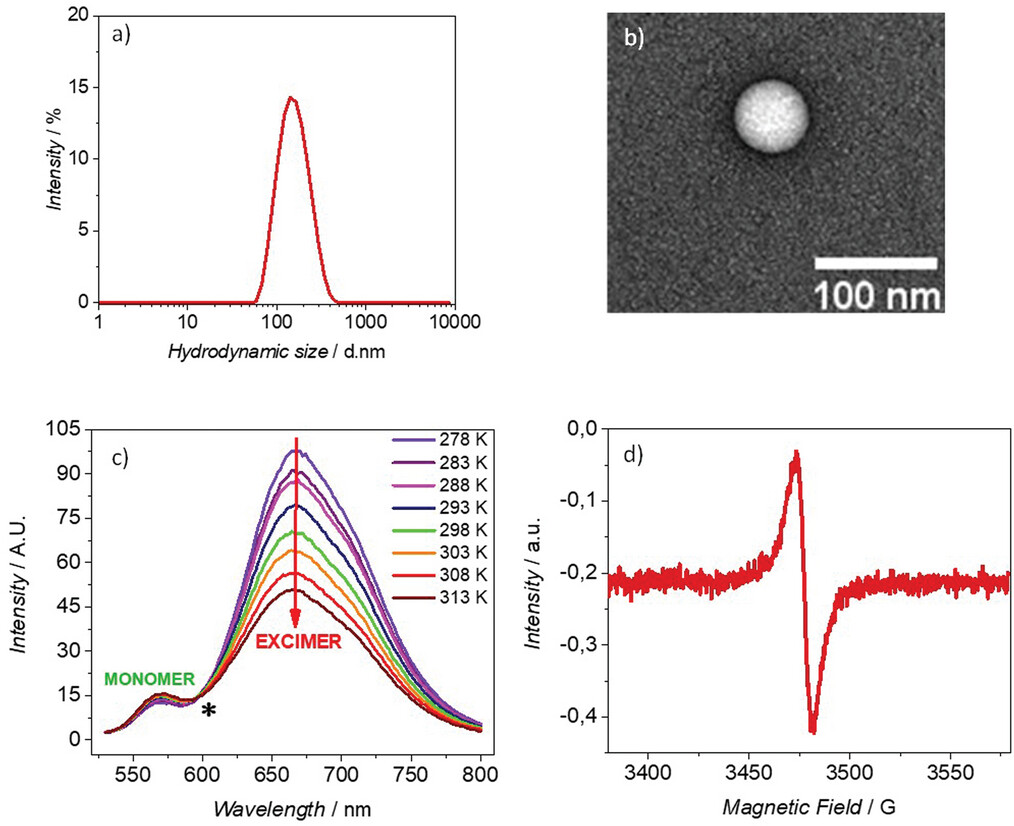 a)
20
15
10
5
0
Intensity / %
1 10 100 1000 10000
Hydrodynamic size / d.nm
b)
100 nm
c)
105
90
75
60
45
30
15
0
Intensity / A.U.
278 K
283 K
288 K
293 K
298 K
303 K
308 K
313 K
EXCIMER
MONOMER
*
550 600 650 700 750 800
Wavelength / nm
d)
0,0
-0,1
-0,2
-0,3
-0,4
Intensity / a.u.
3400 3450 3500 3550
Magnetic Field / G